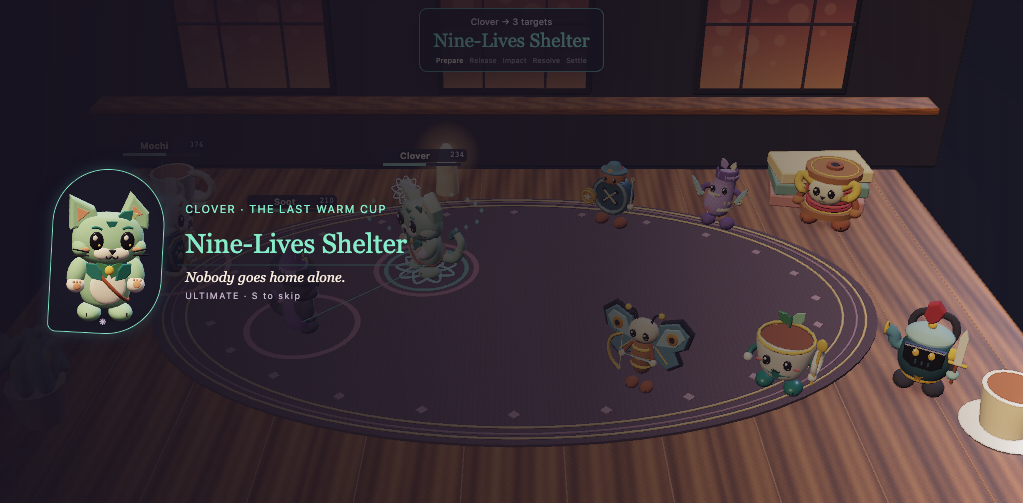 Clover → 3 targets
Nine-Lives Shelter
Prepare Release Impact Resolve Settle
Mochi 376
Clover 234
CLOVER · THE LAST WARM CUP
Nine-Lives Shelter
Nobody goes home alone.
ULTIMATE · S to skip